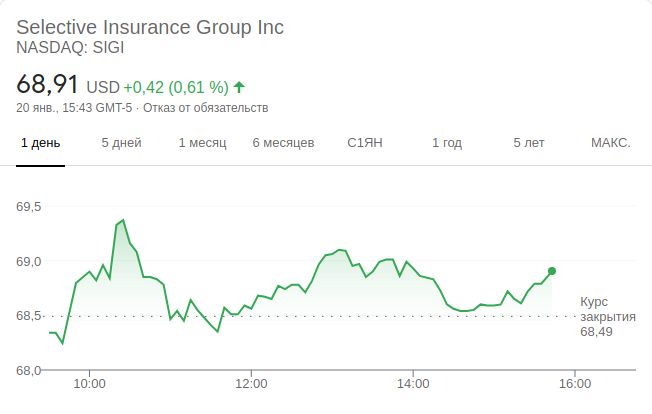 Selective Insurance Group Inc
NASDAQ: SIGI
68,91 USD +0,42 (0,61 %)
20 янв., 15:43 GMT-5 · Отказ от обязательств
1 день 5 дней 1 месяц 6 месяцев С1ЯН 1 год 5 лет МАКС.
69,5
69,0
68,5
68,0
Курс
закрытия
68,49
10:00 12:00 14:00 16:00